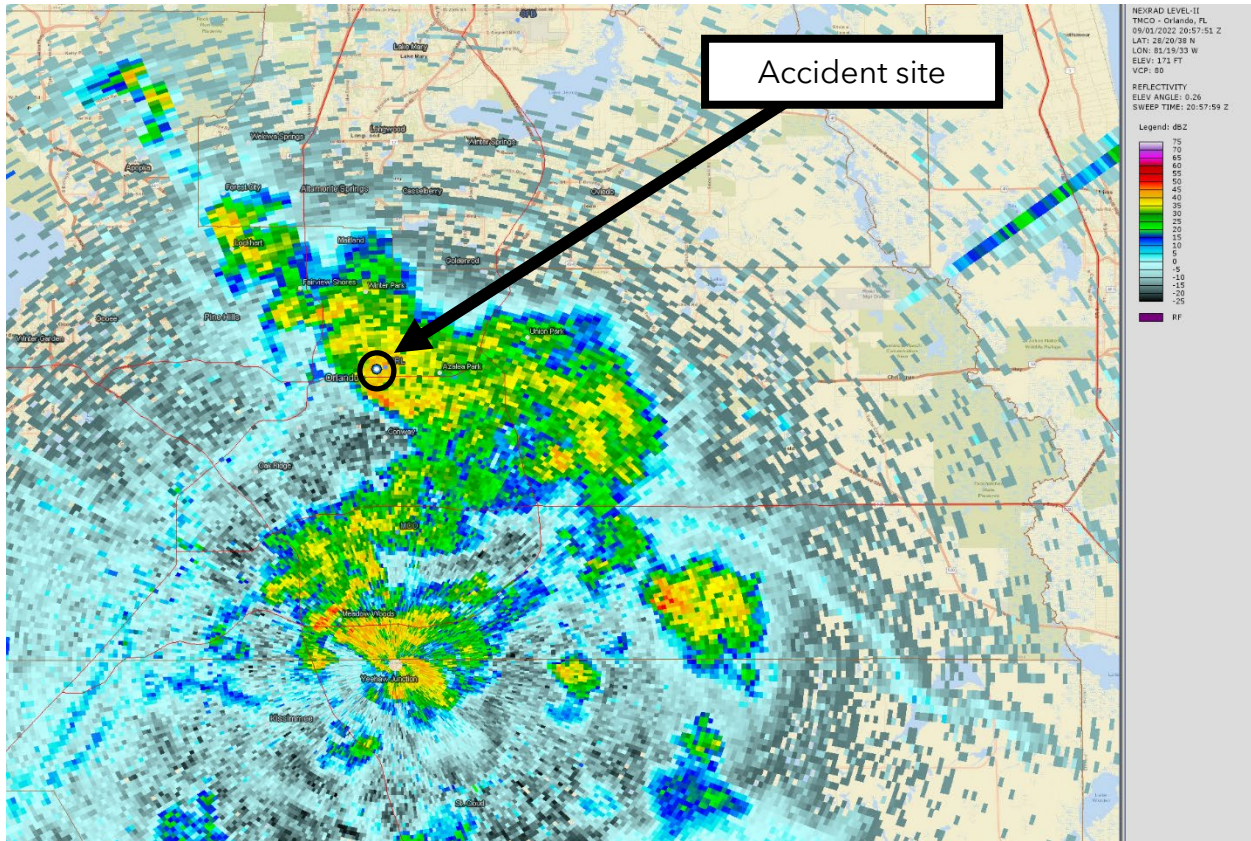 NEXRAD LEVEL-II
TMCO - Orlando, FL
09/01/2022 20:57:51 Z
LAT: 28/20/38 N
LON: 81/19/33 W
ELEV: 171 FT
VCP: 80
REFLECTIVITY
ELEV ANGLE: 0.26
SWEEP TIME: 20:57:59 Z
Legend: dBZ
75
70
65
60
55
50
45
40
35
30
25
20
15
10
5
0
-5
-10
-15
-20
-25
RF
Accident site
SFB
Lake Mary
Lake Mary
Longwood
Winter Springs
Apopka
Forest City
Altamonte Springs
Casselberry
Oviedo
Lockhart
Maitland
Goldenrod
Fairview Shores
Winter Park
Pine Hills
Ocoee
Winter Garden
Union Park
Orlando
Azalea Park
Conway
Oak Ridge
MCO
Meadow Woods
Yeehaw Junction
Kissimmee
St. Cloud